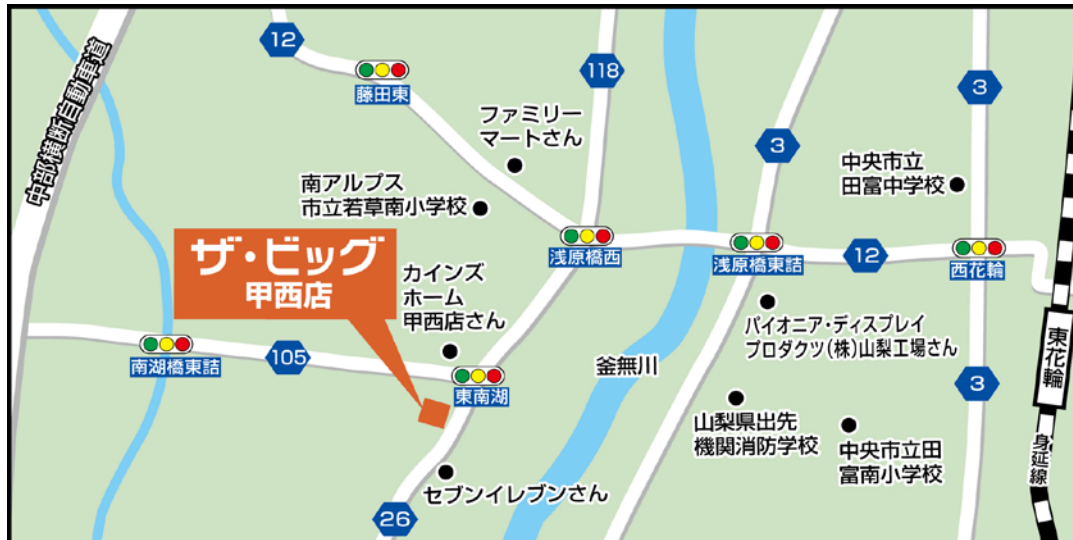 12
藤田東
118
3
3
中部横断自動車道
ファミリー
マートさん
中央市立
田富中学校
南アルプス
市立若草南小学校
ザ・ビッグ
甲西店
浅原橋西
浅原橋東詰
12
西花輪
カインズ
ホーム
甲西店さん
パイオニア・ディスプレイ
プロダクツ(株)山梨工場さん
南湖橋東詰
105
東南湖
釜無川
東花輪
3
山梨県出先
機関消防学校
中央市立田
富南小学校
身延線
セブンイレブンさん
26